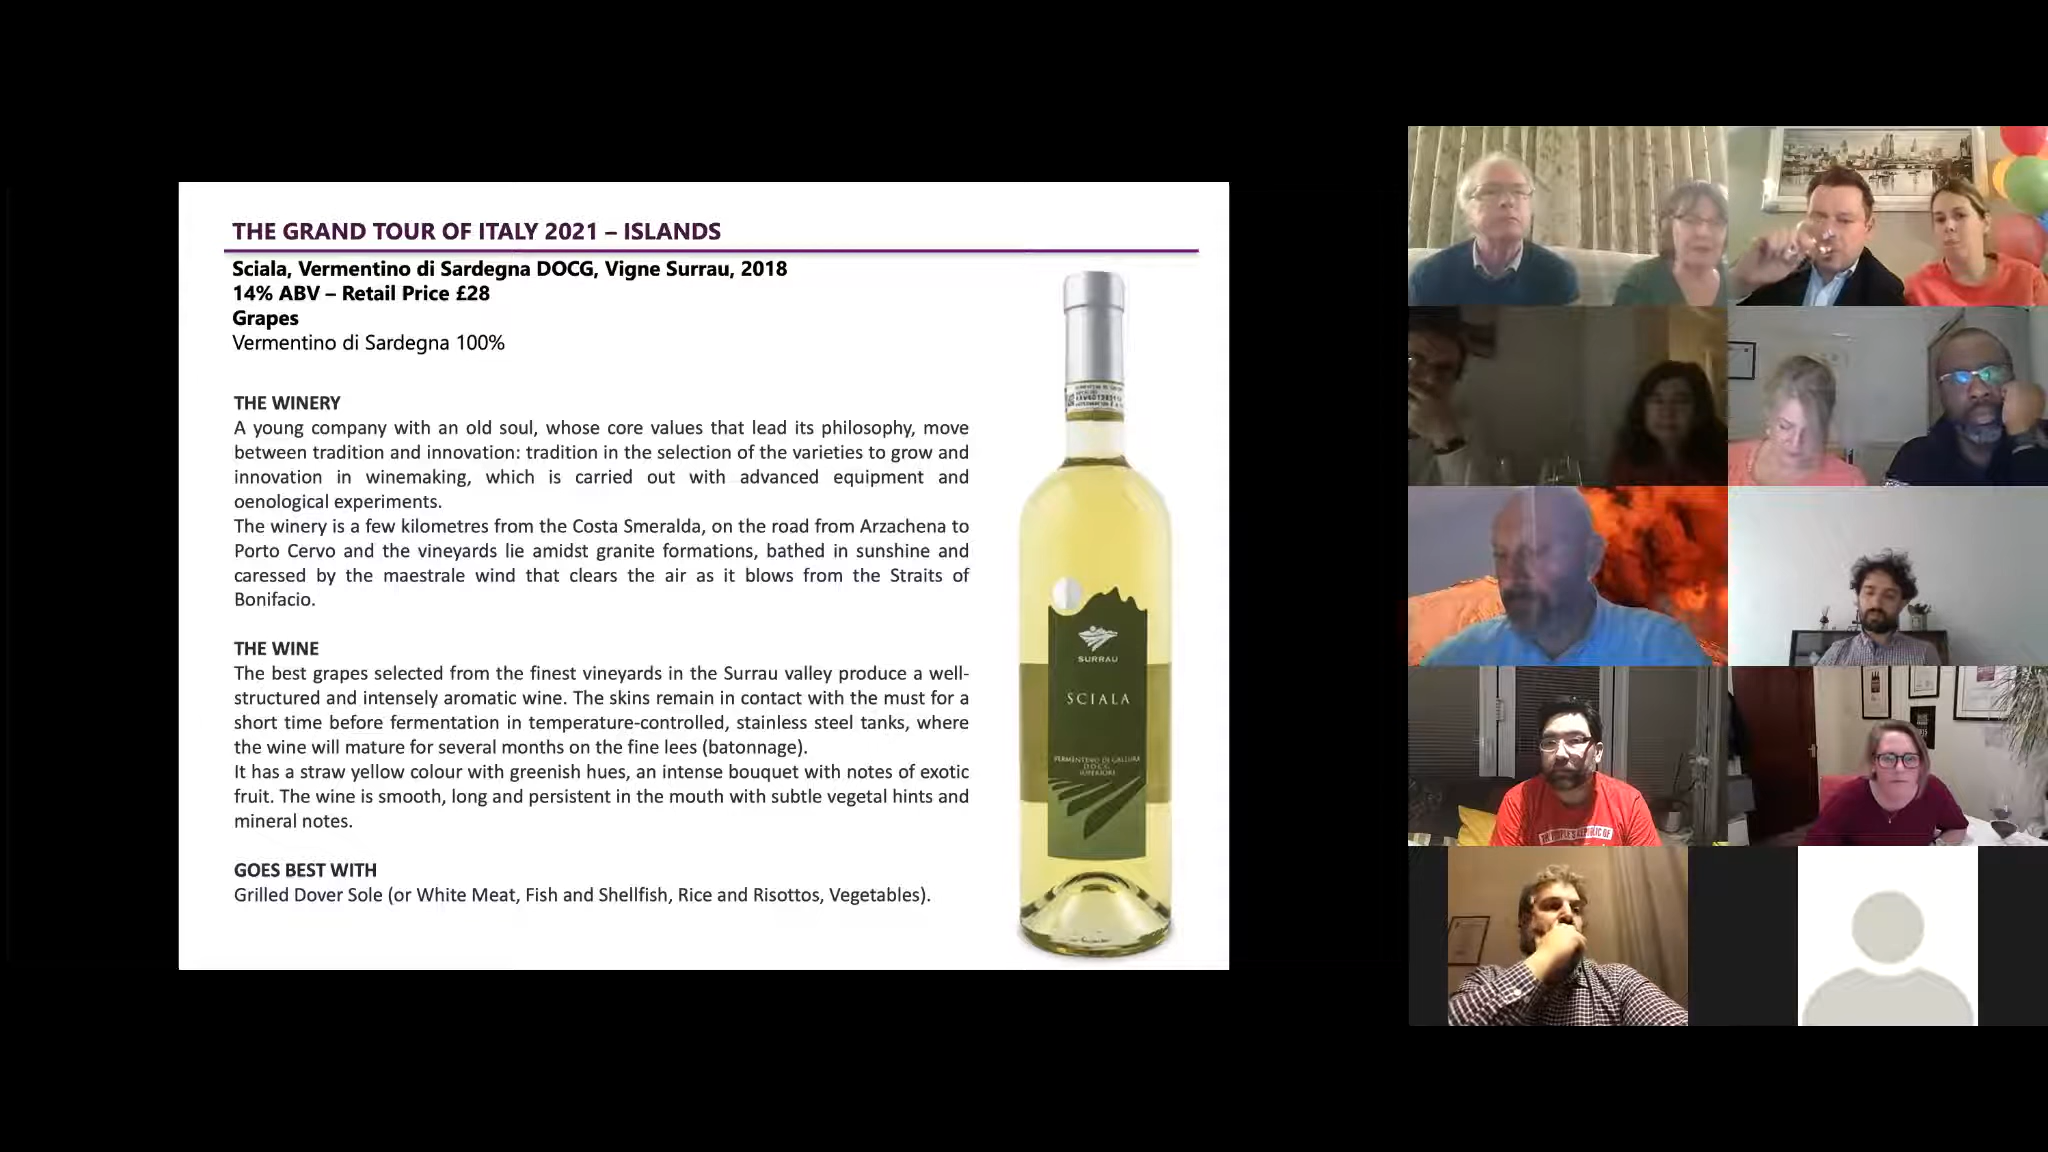 THE GRAND TOUR OF ITALY 2021 – ISLANDS
Sciala, Vermentino di Sardegna DOCG, Vigne Surrau, 2018
14% ABV – Retail Price £28
Grapes
Vermentino di Sardegna 100%
THE WINERY
A young company with an old soul, whose core values that lead its philosophy, move
between tradition and innovation: tradition in the selection of the varieties to grow and
innovation in winemaking, which is carried out with advanced equipment and
oenological experiments.
The winery is a few kilometres from the Costa Smeralda, on the road from Arzachena to
Porto Cervo and the vineyards lie amidst granite formations, bathed in sunshine and
caressed by the maestrale wind that clears the air as it blows from the Straits of
Bonifacio.
THE WINE
The best grapes selected from the finest vineyards in the Surrau valley produce a well-
structured and intensely aromatic wine. The skins remain in contact with the must for a
short time before fermentation in temperature-controlled, stainless steel tanks, where
the wine will mature for several months on the fine lees (batonnage).
It has a straw yellow colour with greenish hues, an intense bouquet with notes of exotic
fruit. The wine is smooth, long and persistent in the mouth with subtle vegetal hints and
mineral notes.
GOES BEST WITH
Grilled Dover Sole (or White Meat, Fish and Shellfish, Rice and Risottos, Vegetables).
SURRAU
SCIALA
VERMENTINO DI GALLURA
D.O.C.G.
SUPERIORE
THE PEOPLE'S REPUBLIC OF